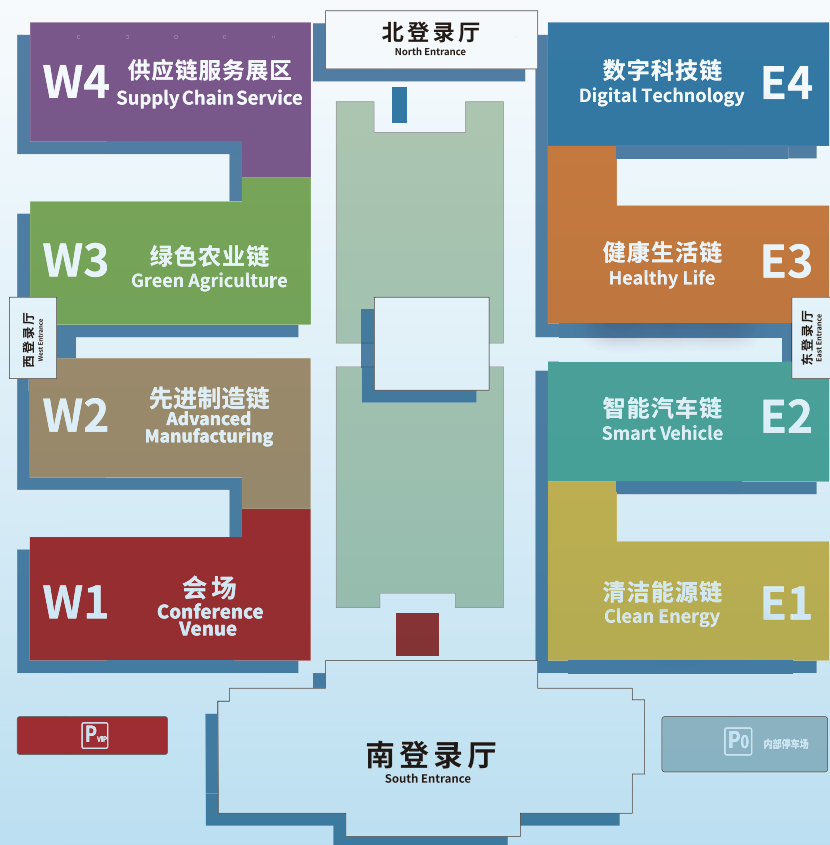 北登录厅
North Entrance
W4
供应链服务展区
Supply Chain Service
数字科技链
Digital Technology
E4
W3
绿色农业链
Green Agriculture
健康生活链
Healthy Life
E3
西登录厅
West Entrance
东登录厅
East Entrance
W2
先进制造链
Advanced
Manufacturing
智能汽车链
Smart Vehicle
E2
W1
会场
Conference
Venue
清洁能源链
Clean Energy
E1
P VIP
P0
内部停车场
南登录厅
South Entrance